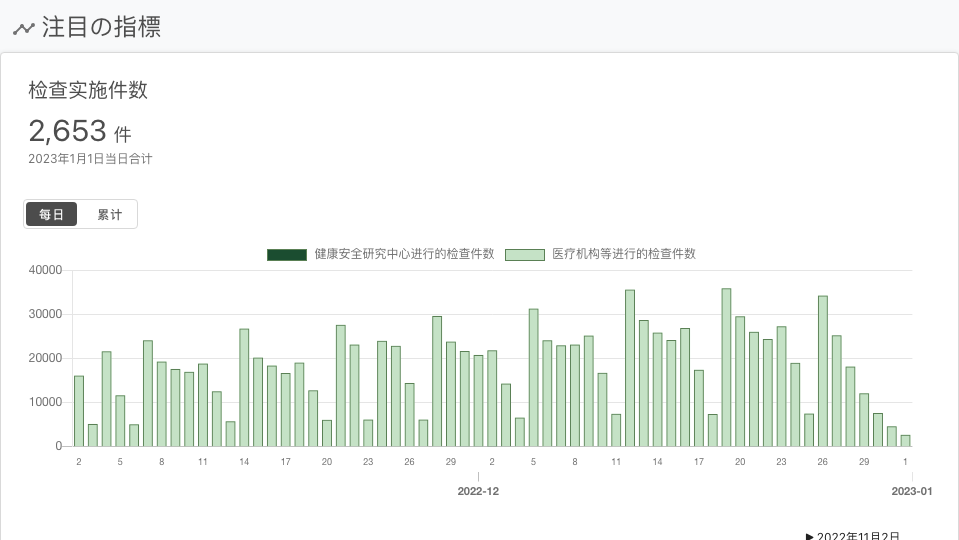 注目の指標
检查实施件数
2,653 件
2023年1月1日当日合计
每日 累计
健康安全研究中心进行的检查件数 医疗机构等进行的检查件数
40000
30000
20000
10000
0
2 5 8 11 14 17 20 23 26 29 2 5 8 11 14 17 20 23 26 29 1
2022-12 2023-01
▶ 2022年11月2日